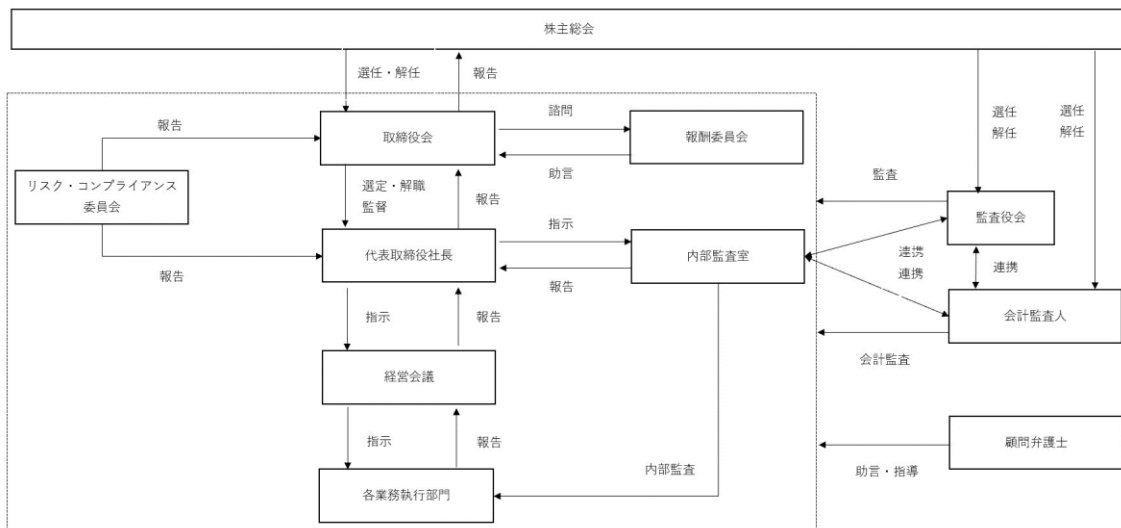 株主総会
選任・解任
報告
選任
解任
選任
解任
報告
取締役会
諮問
報酬委員会
助言
リスク・コンプライアンス
委員会
選定・解職
監督
報告
監査
監査役会
報告
代表取締役社長
指示
内部監査室
報告
連携
連携
連携
会計監査人
指示
報告
会計監査
経営会議
指示
報告
顧問弁護士
助言・指導
内部監査
各業務執行部門